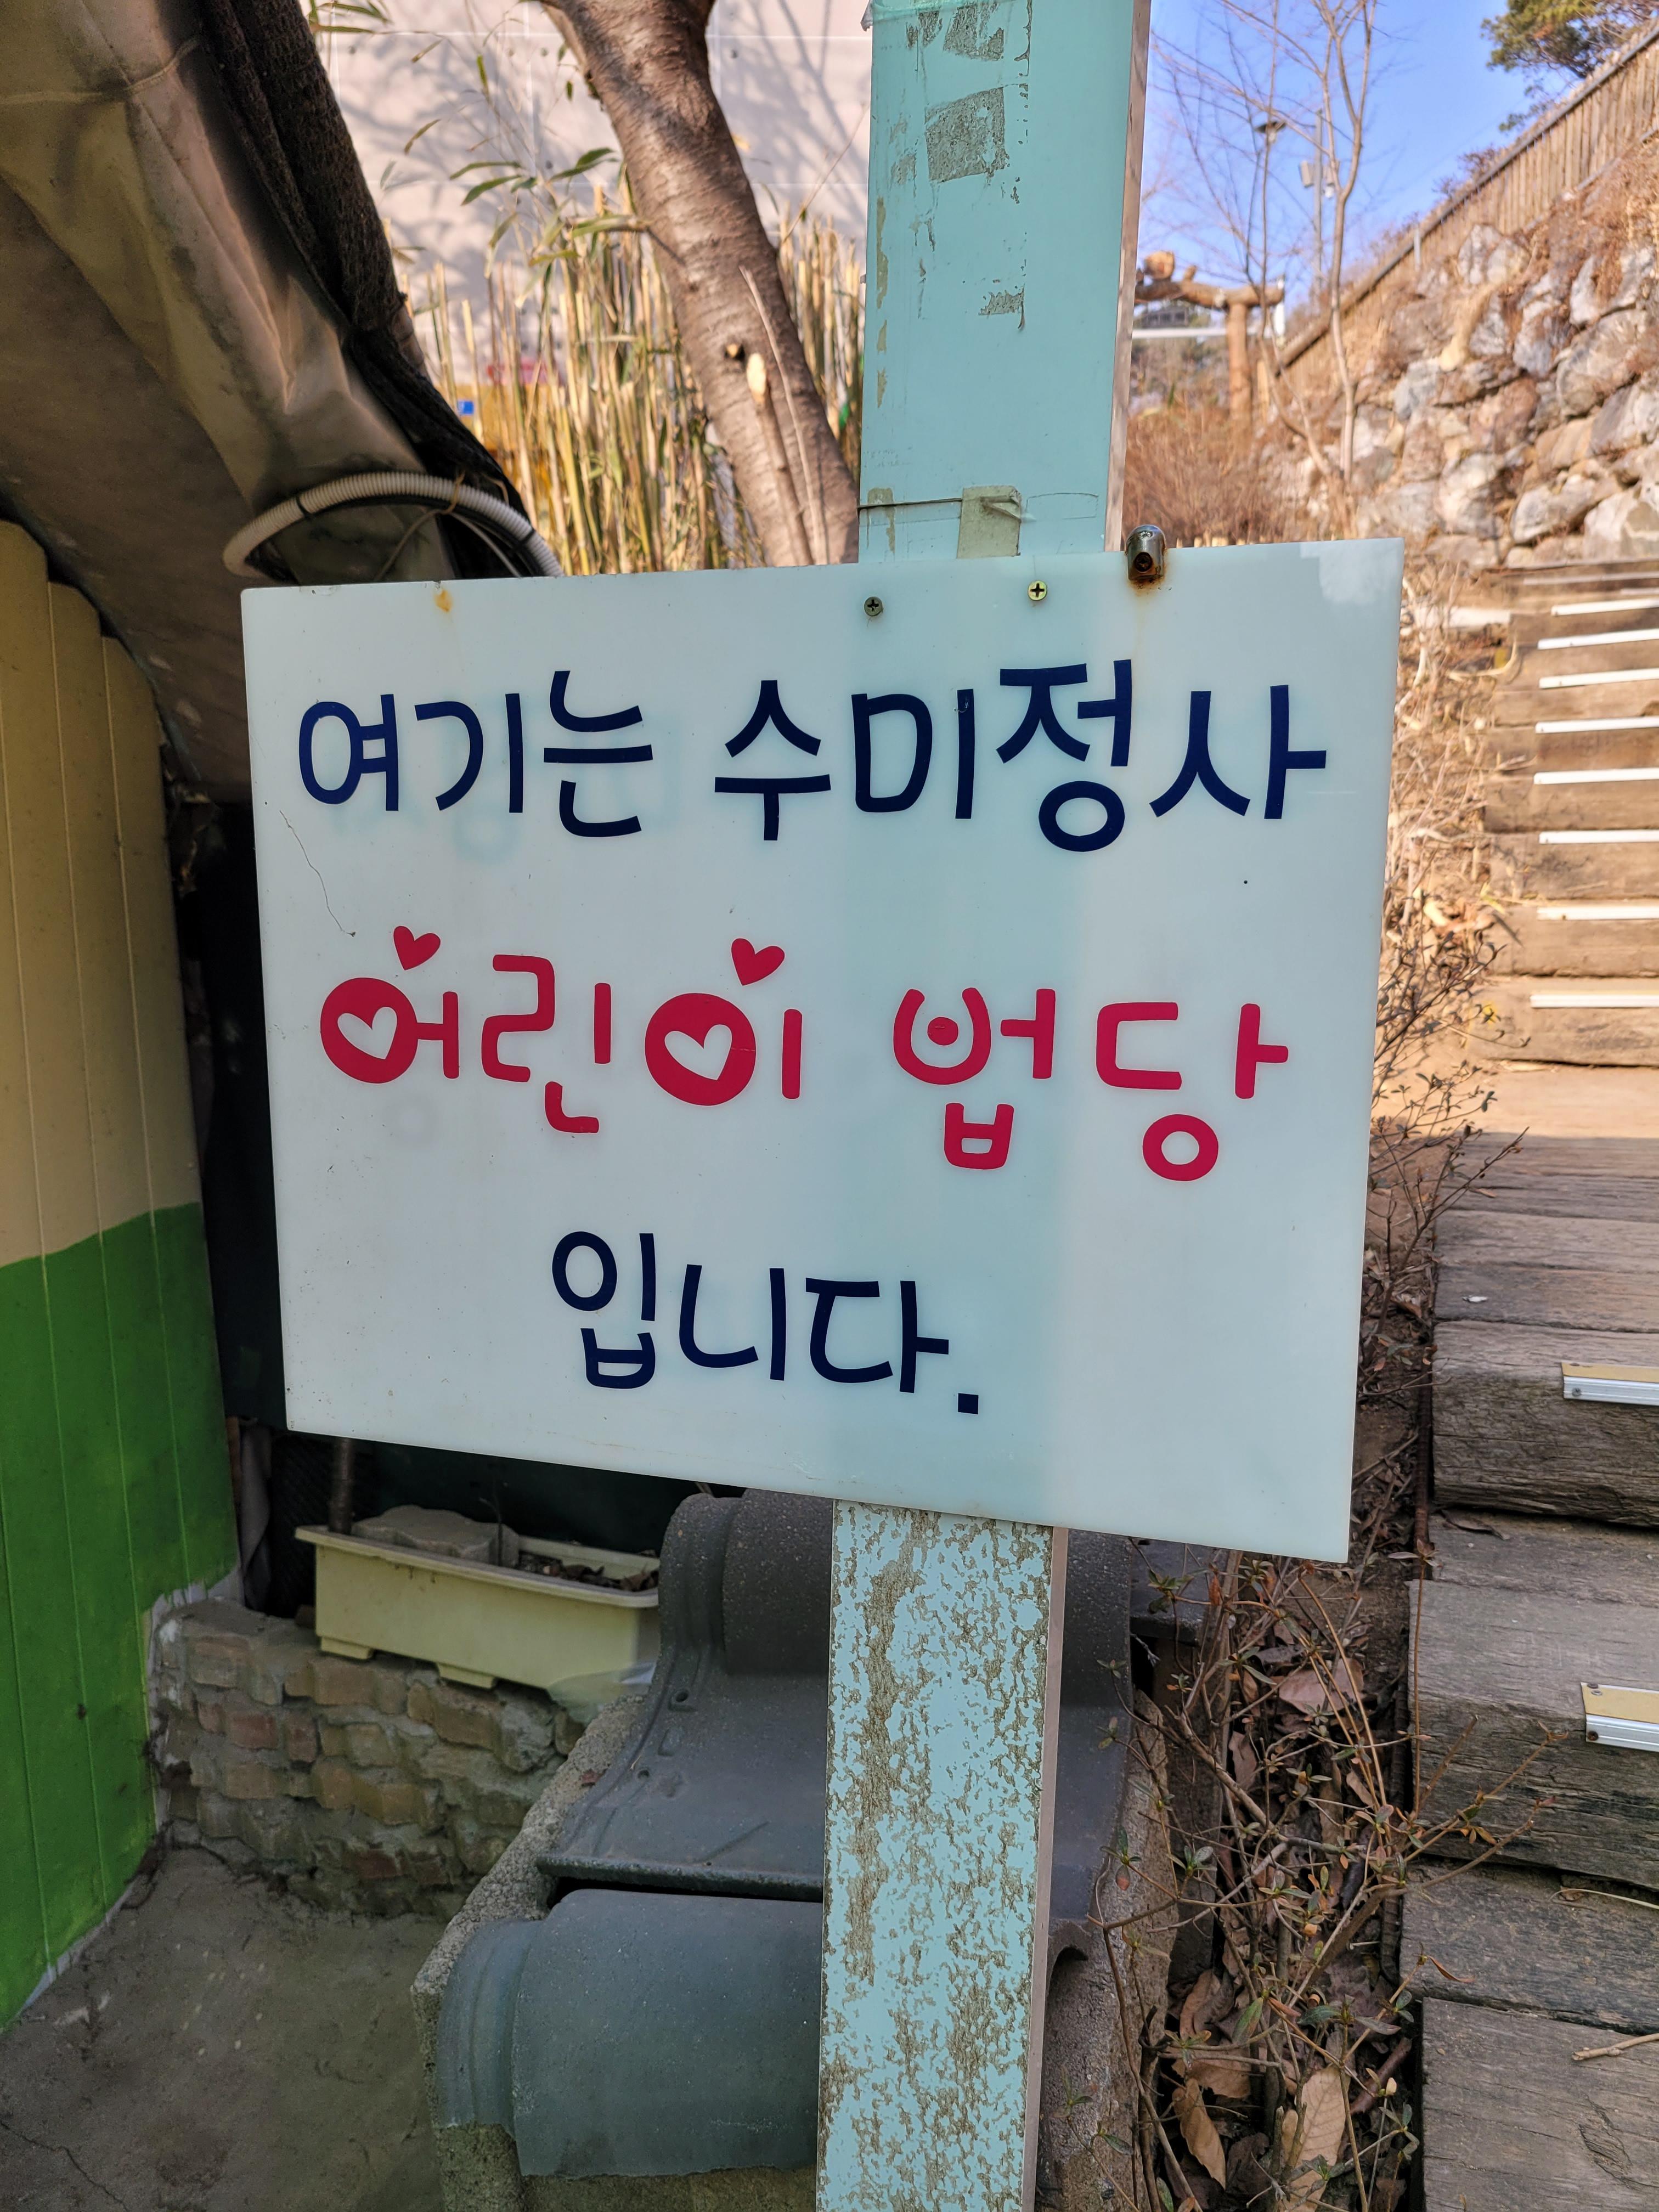 여기는 수미정사
어린이 법당
입니다.